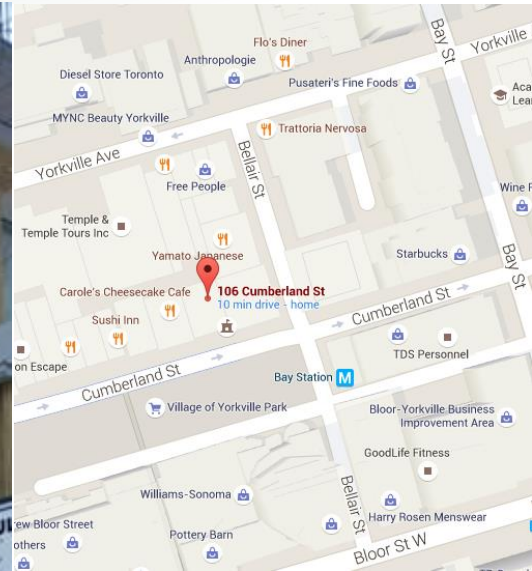 Flo's Diner
Anthropologie
Diesel Store Toronto
Bay St
Yorkville
Pusateri's Fine Foods
MYNC Beauty Yorkville
Trattoria Nervosa
Yorkville Ave
Bellair St
Free People
Temple &
Temple Tours Inc
Yamato Japanese
Starbucks
Bay St
Carole's Cheesecake Cafe
106 Cumberland St
10 min drive - home
Sushi Inn
Cumberland St
TDS Personnel
on Escape
Cumberland St
Bay Station M
Village of Yorkville Park
Bloor-Yorkville Business
Improvement Area
GoodLife Fitness
Williams-Sonoma
Bellair St
Harry Rosen Menswear
ew Bloor Street
others
Pottery Barn
Bloor St W